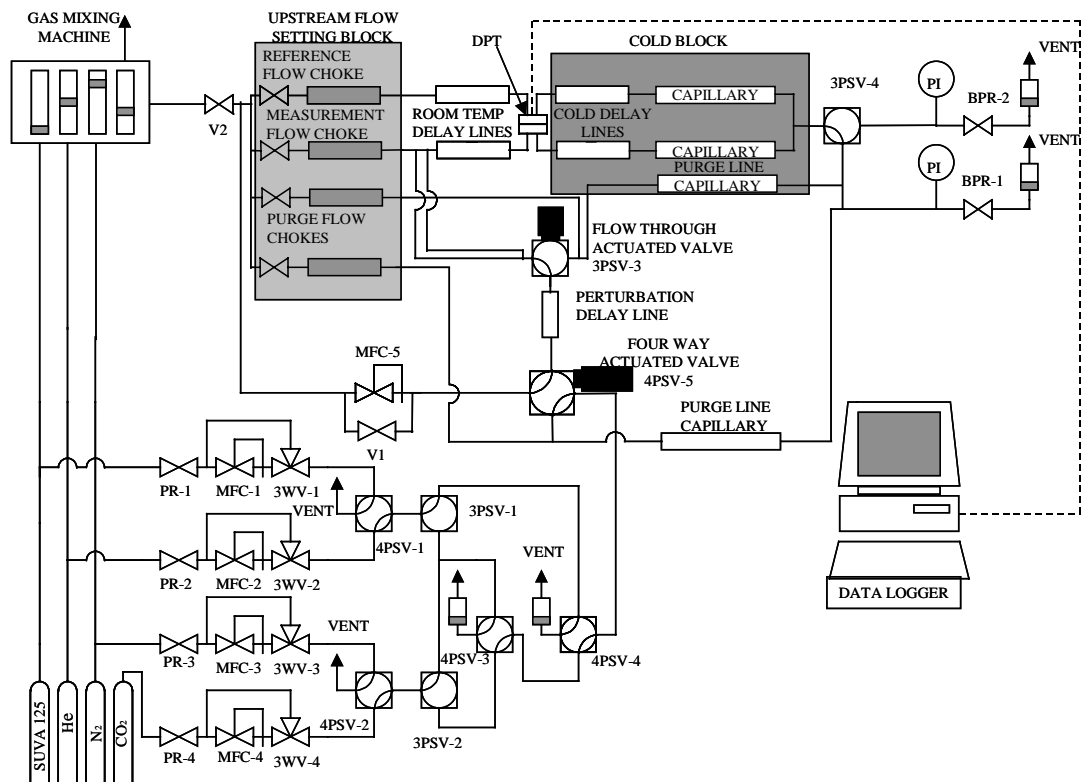 GAS MIXING
MACHINE
UPSTREAM FLOW
SETTING BLOCK
REFERENCE
FLOW CHOKE
MEASUREMENT
FLOW CHOKE
PURGE FLOW
CHOKES
V2
ROOM TEMP
DELAY LINES
DPT
COLD BLOCK
CAPILLARY
COLD DELAY
LINES
CAPILLARY
PURGE LINE
CAPILLARY
3PSV-4
PI
BPR-2
VENT
VENT
PI
BPR-1
FLOW THROUGH
ACTUATED VALVE
3PSV-3
PERTURBATION
DELAY LINE
FOUR WAY
ACTUATED VALVE
4PSV-5
MFC-5
V1
PURGE LINE
CAPILLARY
PR-1
MFC-1
3WV-1
VENT
4PSV-1
3PSV-1
PR-2
MFC-2
3WV-2
VENT
VENT
PR-3
MFC-3
3WV-3
4PSV-3
4PSV-4
4PSV-2
3PSV-2
PR-4
MFC-4
3WV-4
SUVA 125
He
N2
CO2
DATA LOGGER